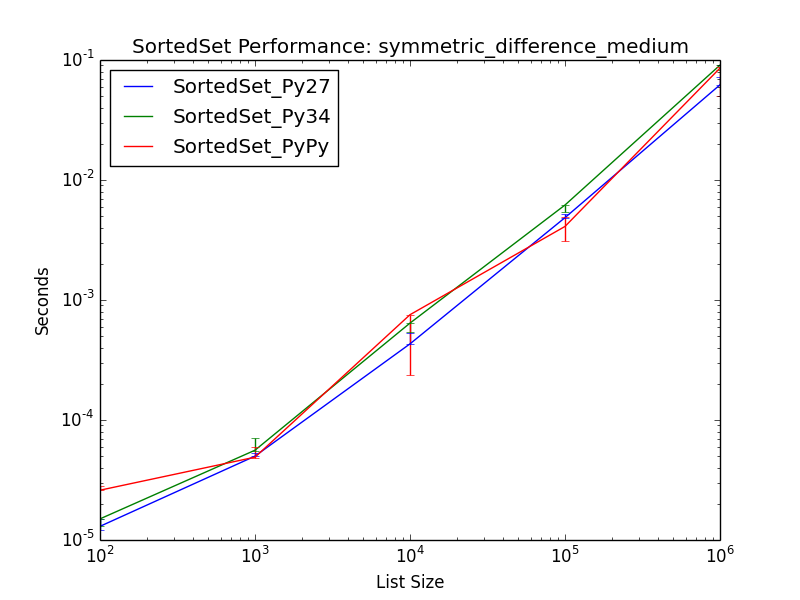 SortedSet Performance: symmetric_difference_medium
10^-1
SortedSet_Py27
SortedSet_Py34
SortedSet_PyPy
10^-2
Seconds
10^-3
10^-4
10^-5
10^2 10^3 10^4 10^5 10^6
List Size